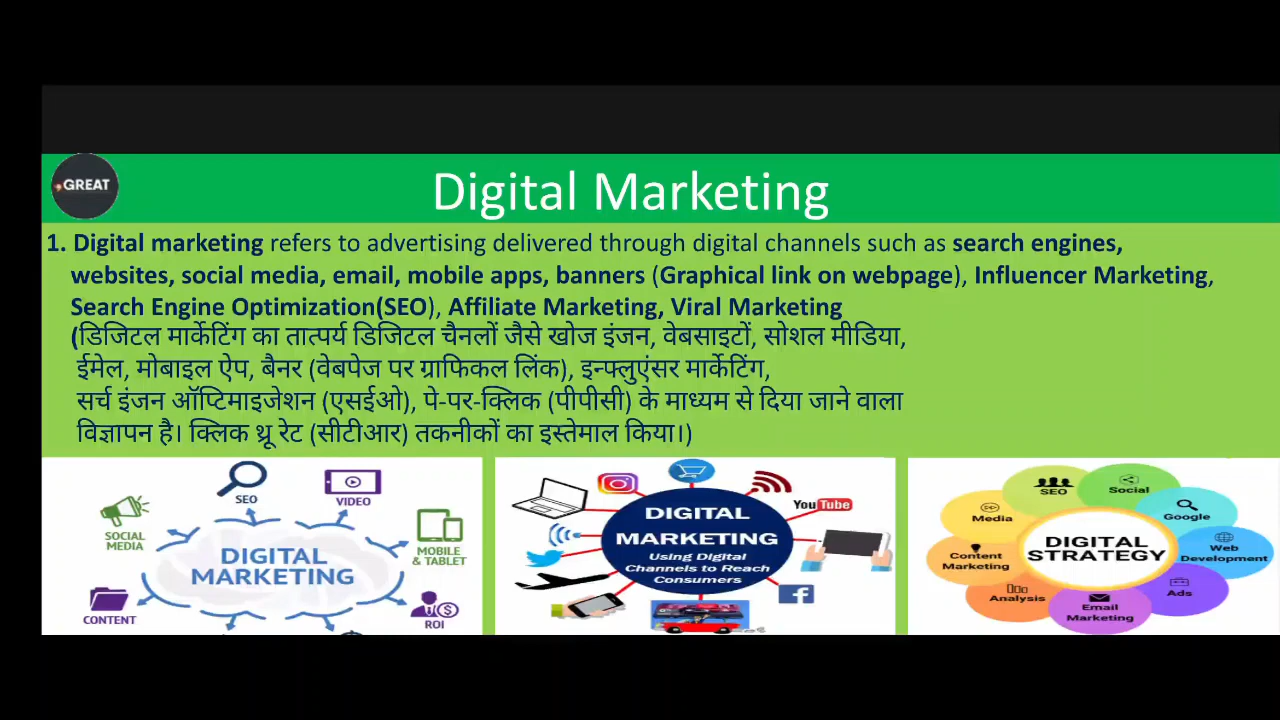 GREAT
Digital Marketing
1. Digital marketing refers to advertising delivered through digital channels such as search engines,
websites, social media, email, mobile apps, banners (Graphical link on webpage), Influencer Marketing,
Search Engine Optimization(SEO), Affiliate Marketing, Viral Marketing
(डिजिटल मार्केटिंग का तात्पर्य डिजिटल चैनलों जैसे खोज इंजन, वेबसाइटों, सोशल मीडिया,
ईमेल, मोबाइल ऐप, बैनर (वेबपेज पर ग्राफिकल लिंक), इन्फ्लुएंसर मार्केटिंग,
सर्च इंजन ऑप्टिमाइजेशन (एसईओ), पे-पर-क्लिक (पीपीसी) के माध्यम से दिया जाने वाला
विज्ञापन है। क्लिक थ्रू रेट (सीटीआर) तकनीकों का इस्तेमाल किया।)
SEO
VIDEO
SOCIAL
MEDIA
MOBILE
& TABLET
DIGITAL
MARKETING
CONTENT
ROI
YouTube
DIGITAL
MARKETING
Using Digital
Channels to Reach
Consumers
SEO
Social
Media
Google
Content
Marketing
DIGITAL
STRATEGY
Web
Development
Analysis
Ads
Email
Marketing